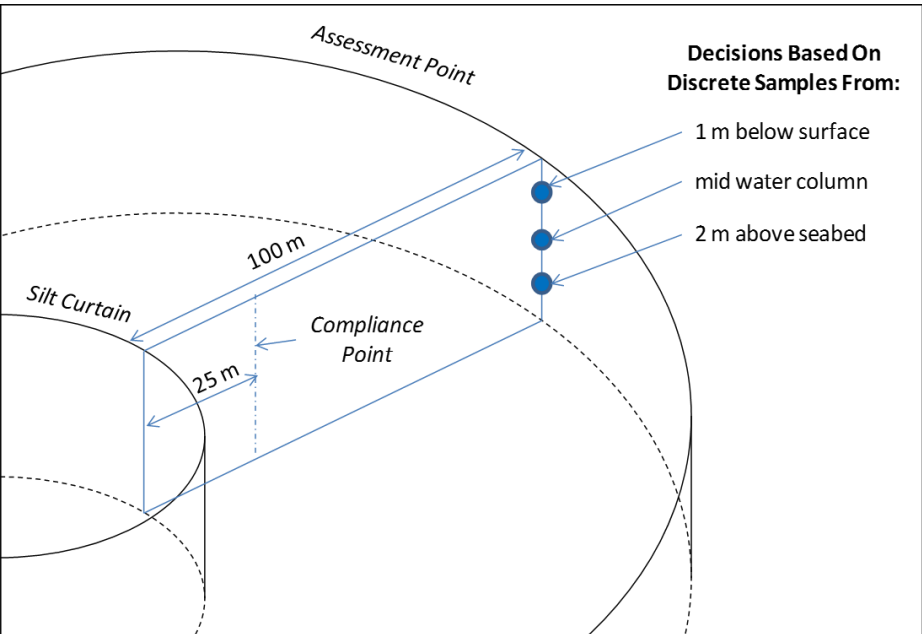 Assessment Point
Decisions Based On
Discrete Samples From:
1 m below surface
mid water column
2 m above seabed
100 m
Silt Curtain
Compliance
Point
25 m